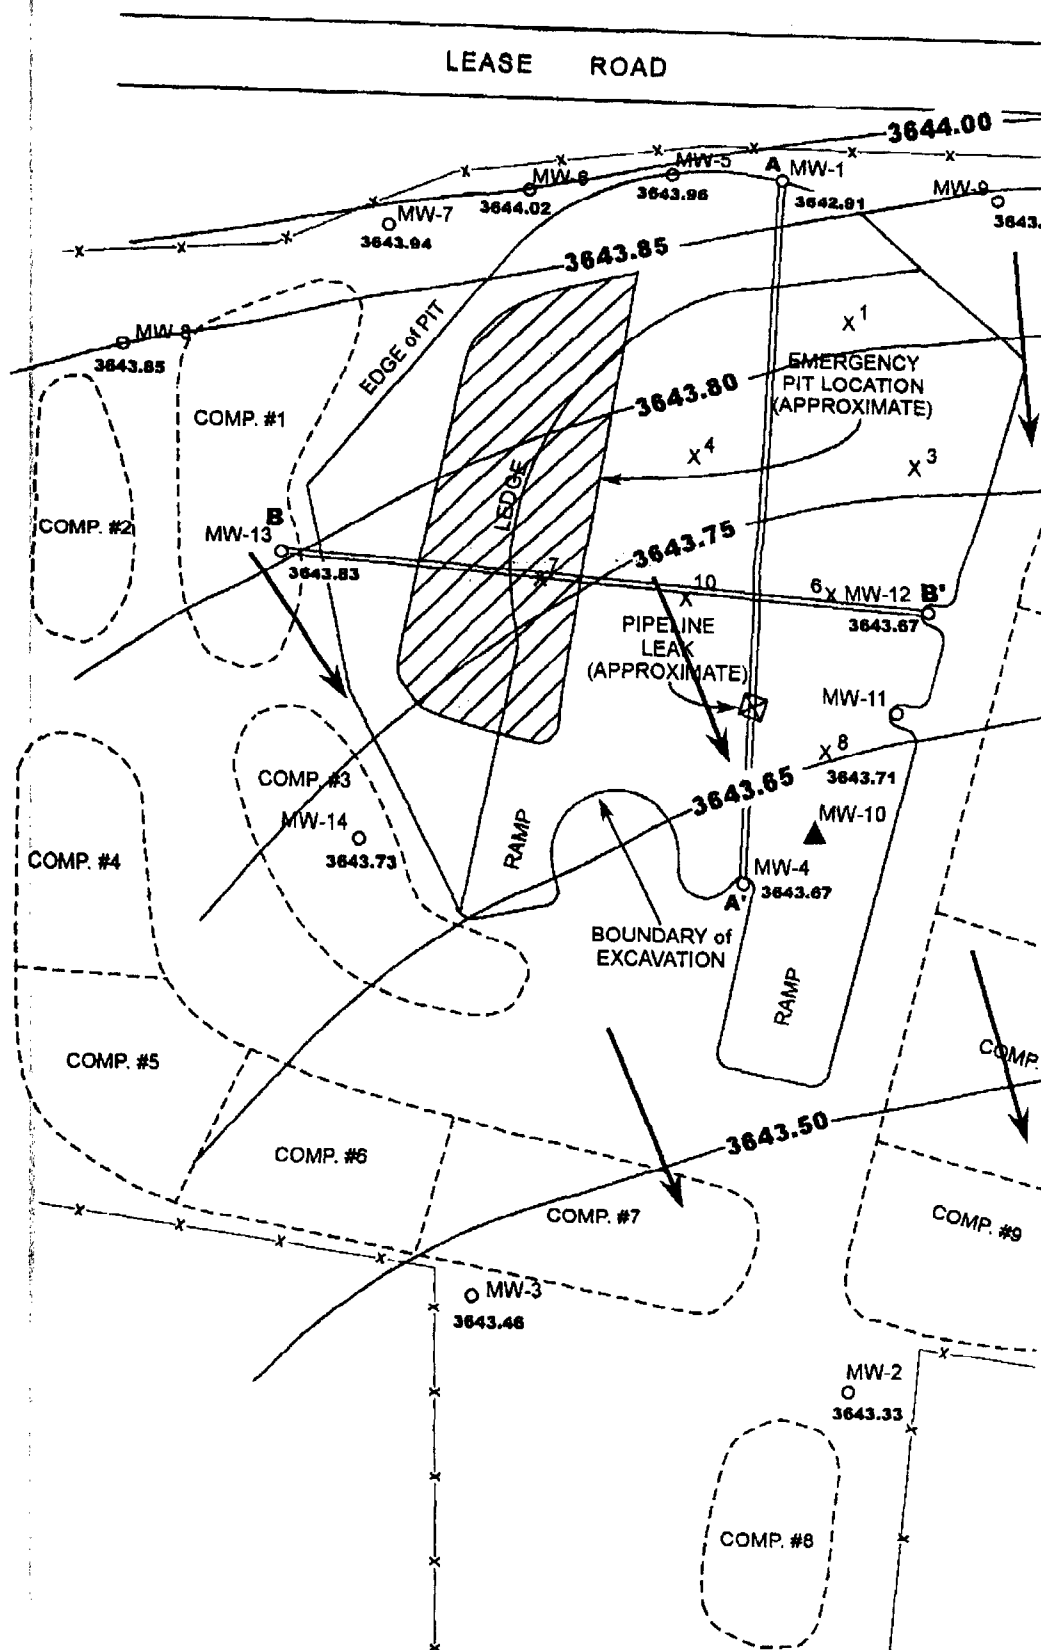 LEASE ROAD
3644.00
MW-5
A MW-1
MW-6
3643.96
3642.91
MW-9
3644.02
MW-7
3643.
3643.94
3643.85
MW-8
3643.85
EDGE of PIT
X 1
EMERGENCY
PIT LOCATION
(APPROXIMATE)
3643.80
COMP. #1
X 4
X 3
LEDGE
COMP. #2
B
MW-13
3643.83
3643.75
X 7
X 10
6 X MW-12 B'
3643.67
PIPELINE
LEAK
(APPROXIMATE)
MW-11
X 8
3643.71
3643.65
COMP. #3
MW-14
3643.73
RAMP
MW-10
COMP. #4
MW-4
3643.67
A'
BOUNDARY of
EXCAVATION
RAMP
COMP. #5
COMP.
3643.50
COMP. #6
COMP. #7
COMP. #9
MW-3
3643.46
MW-2
3643.33
COMP. #8